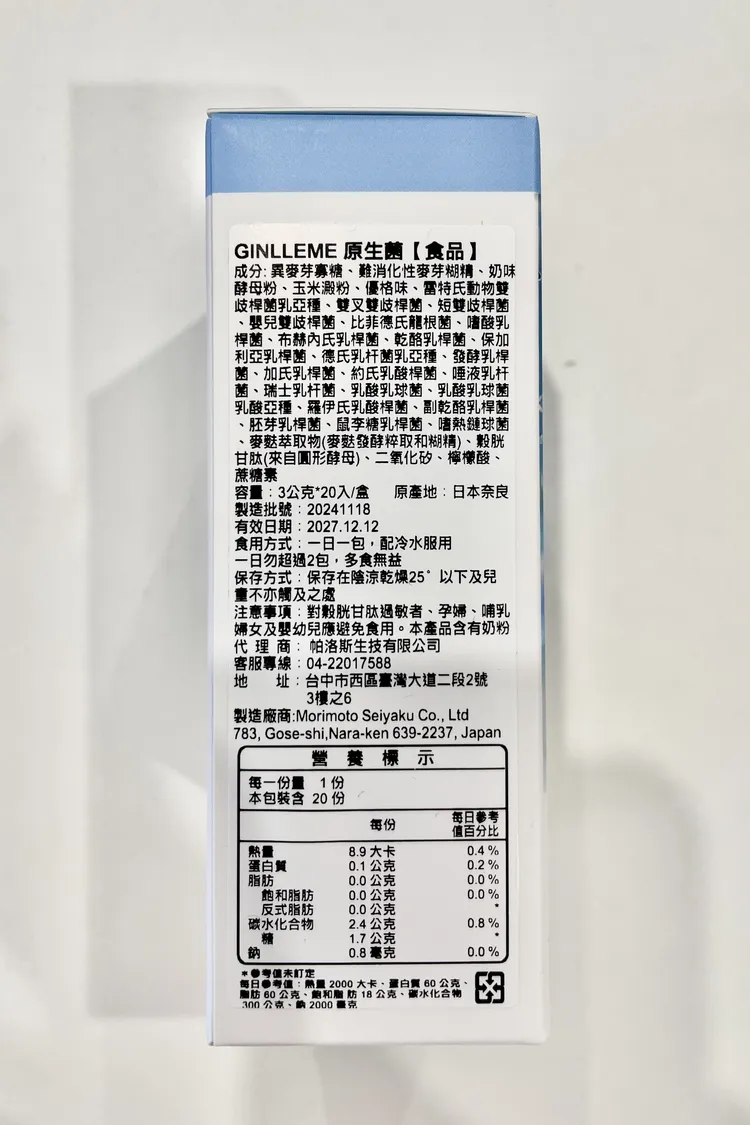 GINLLEME 原生菌【食品】
成分: 異麥芽寡糖、難消化性麥芽糊精、奶味
酵母粉、玉米澱粉、優格味、雷特氏動物雙
歧桿菌乳亞種、雙叉雙歧桿菌、短雙歧桿菌
、嬰兒雙歧桿菌、比菲德氏龍根菌、嗜酸乳
桿菌、布赫內氏乳桿菌、乾酪乳桿菌、保加
利亞乳桿菌、德氏乳杆菌乳亞種、發酵乳桿
菌、加氏乳桿菌、約氏乳酸桿菌、唾液乳杆
菌、瑞士乳杆菌、乳酸乳球菌、乳酸乳球菌
乳酸亞種、羅伊氏乳酸桿菌、副乾酪乳桿菌
、胚芽乳桿菌、鼠李糖乳桿菌、嗜熱鏈球菌
、麥麩萃取物(麥麩發酵粹取和糊精)、穀胱
甘肽(來自圓形酵母)、二氧化矽、檸檬酸、
蔗糖素
容量：3公克*20入/盒 原產地：日本奈良
製造批號：20241118
有效日期：2027.12.12
食用方式：一日一包，配冷水服用
一日勿超過2包，多食無益
保存方式：保存在陰涼乾燥25°以下及兒
童不亦觸及之處
注意事項：對穀胱甘肽過敏者、孕婦、哺乳
婦女及嬰幼兒應避免食用。本產品含有奶粉
代 理 商： 帕洛斯生技有限公司
客服專線：04-22017588
地 址：台中市西區臺灣大道二段2號
3樓之6
製造廠商:Morimoto Seiyaku Co., Ltd
783, Gose-shi,Nara-ken 639-2237, Japan
營 養 標 示
每一份量 1 份
本包裝含 20 份
每份 每日參考
值百分比
熱量 8.9 大卡 0.4 %
蛋白質 0.1 公克 0.2 %
脂肪 0.0 公克 0.0 %
飽和脂肪 0.0 公克 0.0 %
反式脂肪 0.0 公克 *
碳水化合物 2.4 公克 0.8 %
糖 1.7 公克 *
鈉 0.8 毫克 0.0 %
*參考值未訂定
每日參考值：熱量 2000 大卡、蛋白質 60 公克、
脂肪 60 公克、飽和脂肪 18 公克、碳水化合物
300 公克、鈉 2000 毫克